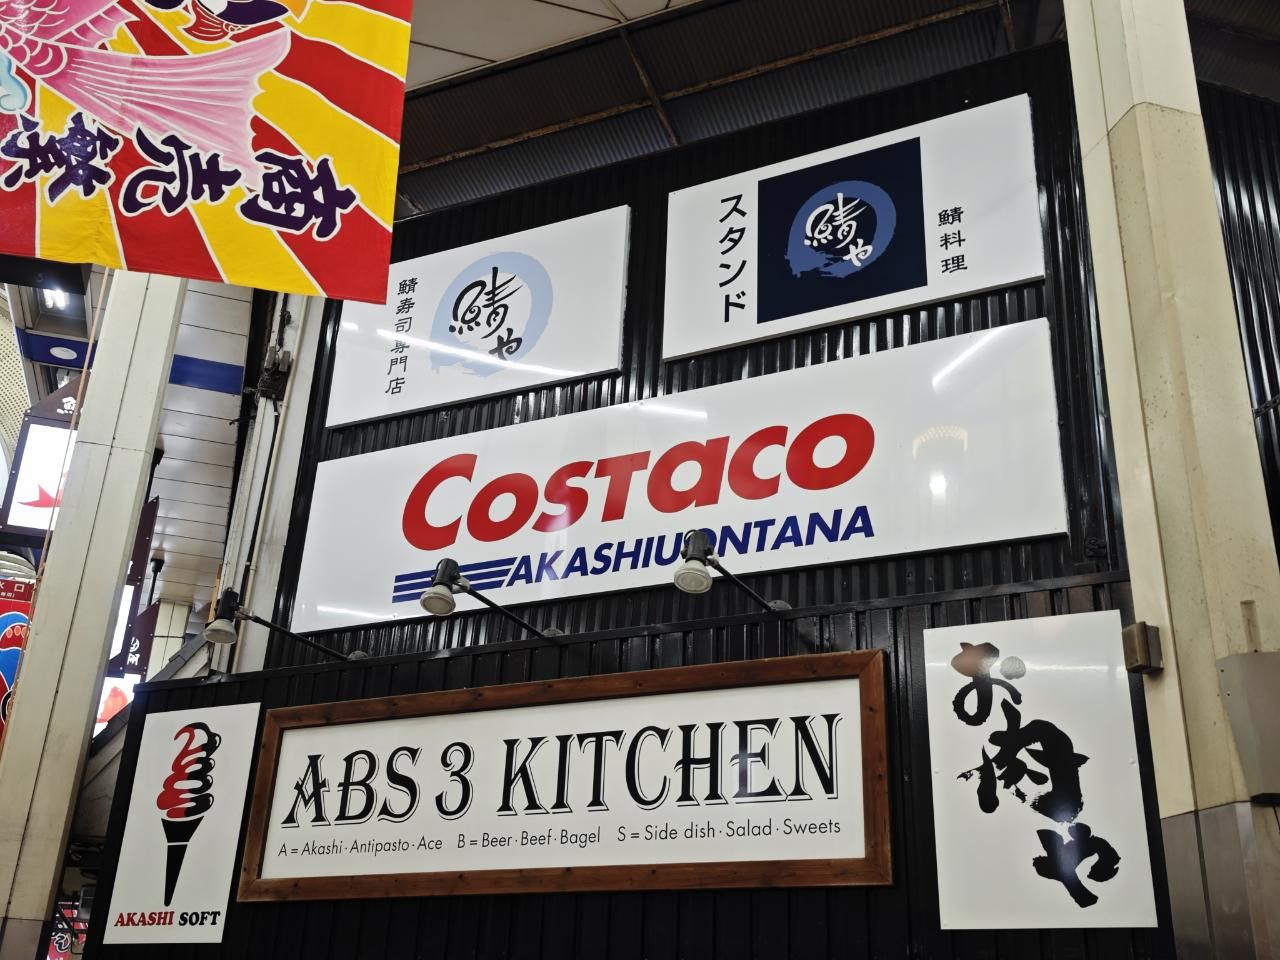 商売繁
鯖寿司専門店
鯖や
スタンド
鯖や
鯖料理
Costaco
AKASHIUONTANA
ABS 3 KITCHEN
A = Akashi · Antipasto · Ace B = Beer · Beef · Bagel S = Side dish · Salad · Sweets
AKASHI SOFT
お肉や